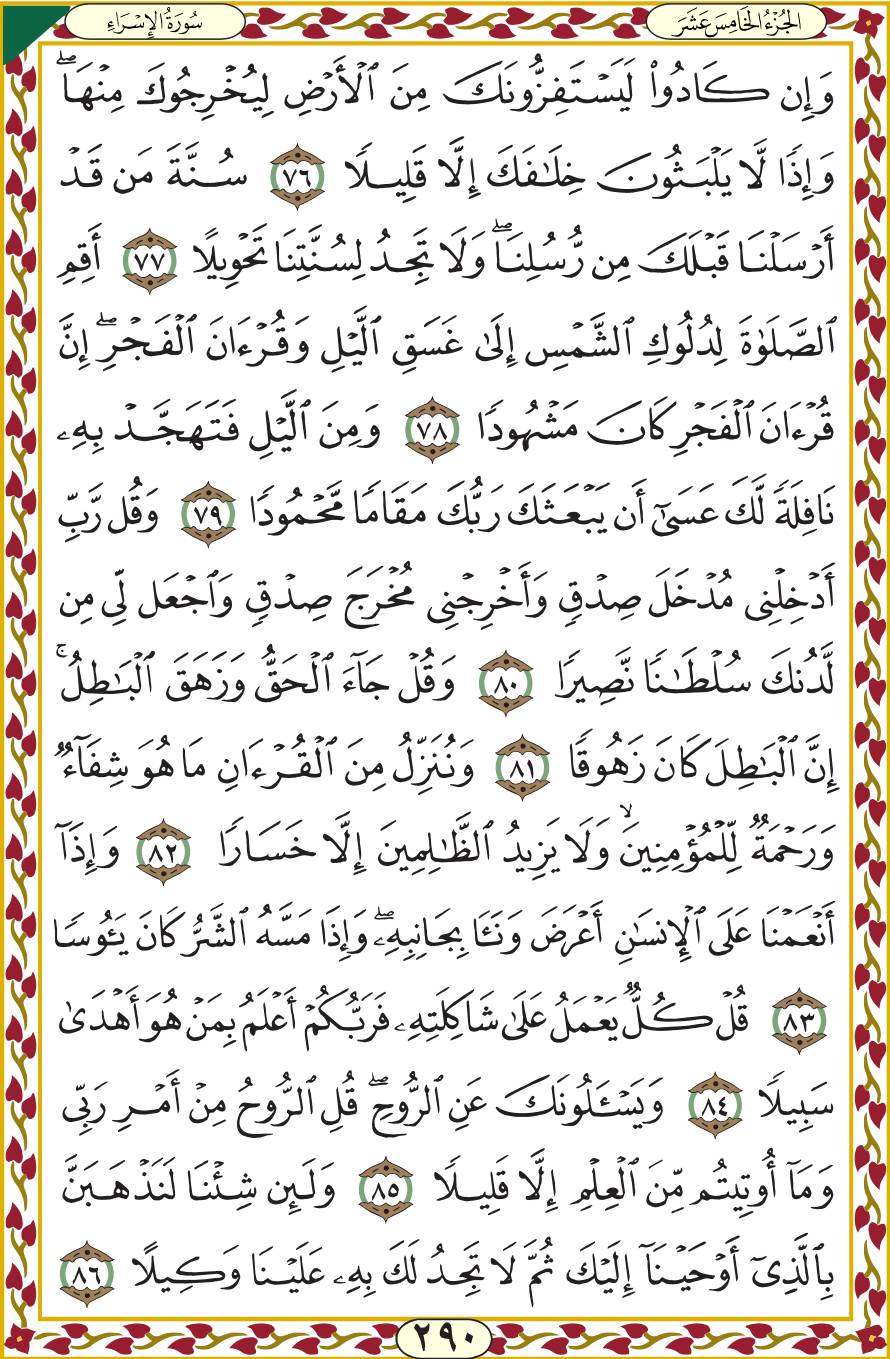 الجُزْءُ الخَامِسَ عَشَرَ
سُورَةُ الإِسْرَاءِ
وَإِن كَادُوا۟ لَيَسْتَفِزُّونَكَ مِنَ ٱلْأَرْضِ لِيُخْرِجُوكَ مِنْهَا ۖ
وَإِذًا لَّا يَلْبَثُونَ خِلَٰفَكَ إِلَّا قَلِيلًا ٧٦ سُنَّةَ مَن قَدْ
أَرْسَلْنَا قَبْلَكَ مِن رُّسُلِنَا ۖ وَلَا تَجِدُ لِسُنَّتِنَا تَحْوِيلًا ٧٧ أَقِمِ
ٱلصَّلَوٰةَ لِدُلُوكِ ٱلشَّمْسِ إِلَىٰ غَسَقِ ٱلَّيْلِ وَقُرْءَانَ ٱلْفَجْرِ ۖ إِنَّ
قُرْءَانَ ٱلْفَجْرِ كَانَ مَشْهُودًا ٧٨ وَمِنَ ٱلَّيْلِ فَتَهَجَّدْ بِهِۦ
نَافِلَةً لَّكَ عَسَىٰٓ أَن يَبْعَثَكَ رَبُّكَ مَقَامًا مَّحْمُودًا ٧٩ وَقُل رَّبِّ
أَدْخِلْنِى مُدْخَلَ صِدْقٍ وَأَخْرِجْنِى مُخْرَجَ صِدْقٍ وَٱجْعَل لِّى مِن
لَّدُنكَ سُلْطَٰنًا نَّصِيرًا ٨٠ وَقُلْ جَآءَ ٱلْحَقُّ وَزَهَقَ ٱلْبَٰطِلُ ۚ
إِنَّ ٱلْبَٰطِلَ كَانَ زَهُوقًا ٨١ وَنُنَزِّلُ مِنَ ٱلْقُرْءَانِ مَا هُوَ شِفَآءٌ
وَرَحْمَةٌ لِّلْمُؤْمِنِينَ ۙ وَلَا يَزِيدُ ٱلظَّٰلِمِينَ إِلَّا خَسَارًا ٨٢ وَإِذَآ
أَنْعَمْنَا عَلَى ٱلْإِنسَٰنِ أَعْرَضَ وَنَـَٔا بِجَانِبِهِۦ ۖ وَإِذَا مَسَّهُ ٱلشَّرُّ كَانَ يَـُٔوسًا
٨٣ قُلْ كُلٌّ يَعْمَلُ عَلَىٰ شَاكِلَتِهِۦ فَرَبُّكُمْ أَعْلَمُ بِمَنْ هُوَ أَهْدَىٰ
سَبِيلًا ٨٤ وَيَسْـَٔلُونَكَ عَنِ ٱلرُّوحِ ۖ قُلِ ٱلرُّوحُ مِنْ أَمْرِ رَبِّى
وَمَآ أُوتِيتُم مِّنَ ٱلْعِلْمِ إِلَّا قَلِيلًا ٨٥ وَلَئِن شِئْنَا لَنَذْهَبَنَّ
بِٱلَّذِىٓ أَوْحَيْنَآ إِلَيْكَ ثُمَّ لَا تَجِدُ لَكَ بِهِۦ عَلَيْنَا وَكِيلًا ٨٦
٢٩٠